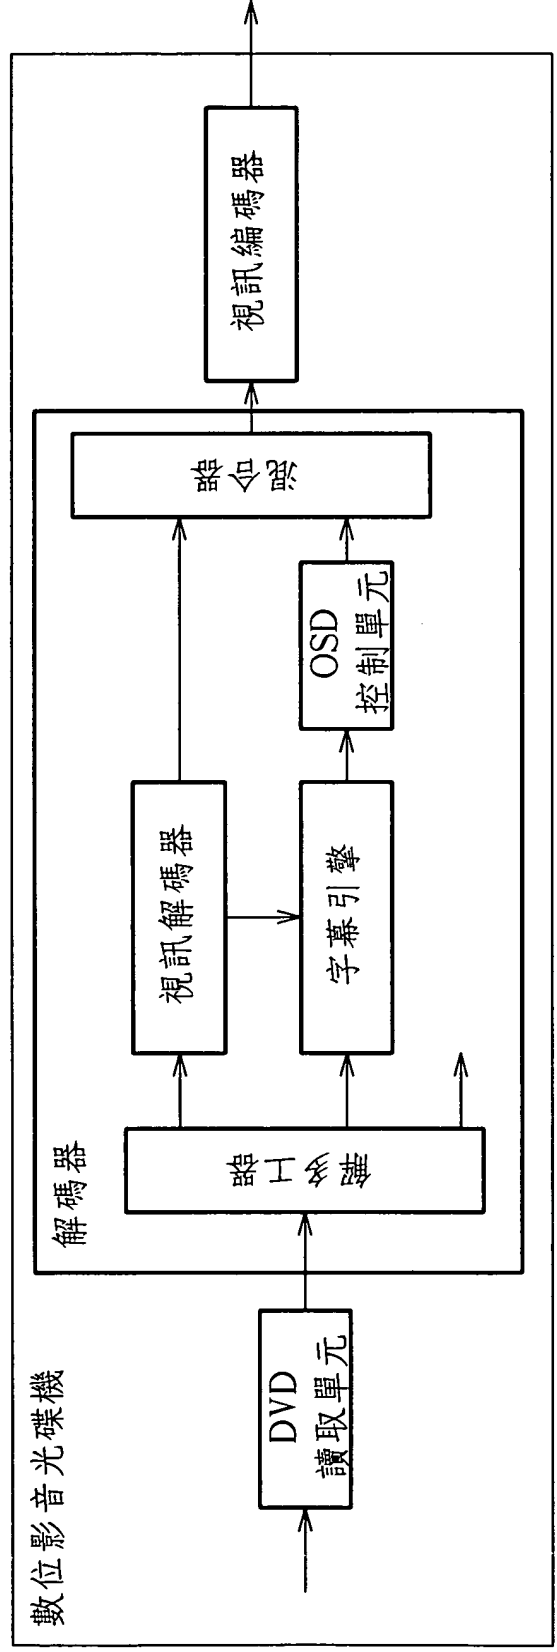 數位影音光碟機
DVD
讀取單元
解碼器
解多工器
視訊解碼器
字幕引擎
OSD
控制單元
混合器
視訊編碼器